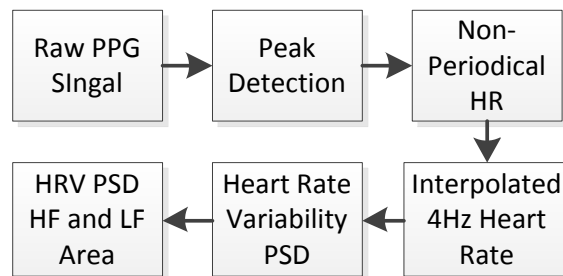 Raw PPG
SIngal
Peak
Detection
Non-
Periodical
HR
Interpolated
4Hz Heart
Rate
Heart Rate
Variability
PSD
HRV PSD
HF and LF
Area